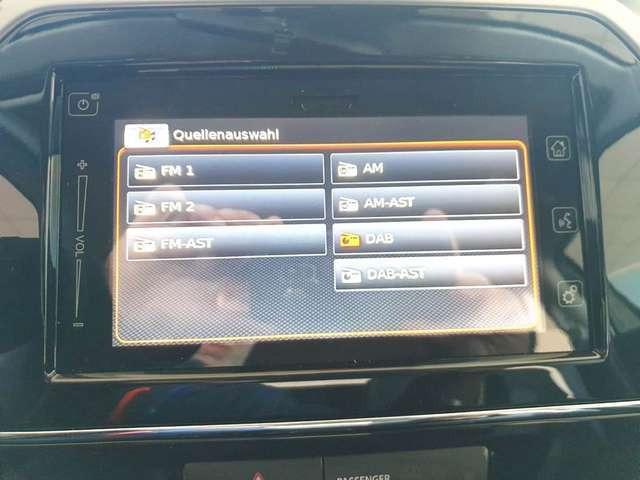 Quellenauswahl
FM 1
AM
FM 2
AM-AST
FM-AST
DAB
DAB-AST
+
VOL
−
PASSENGER